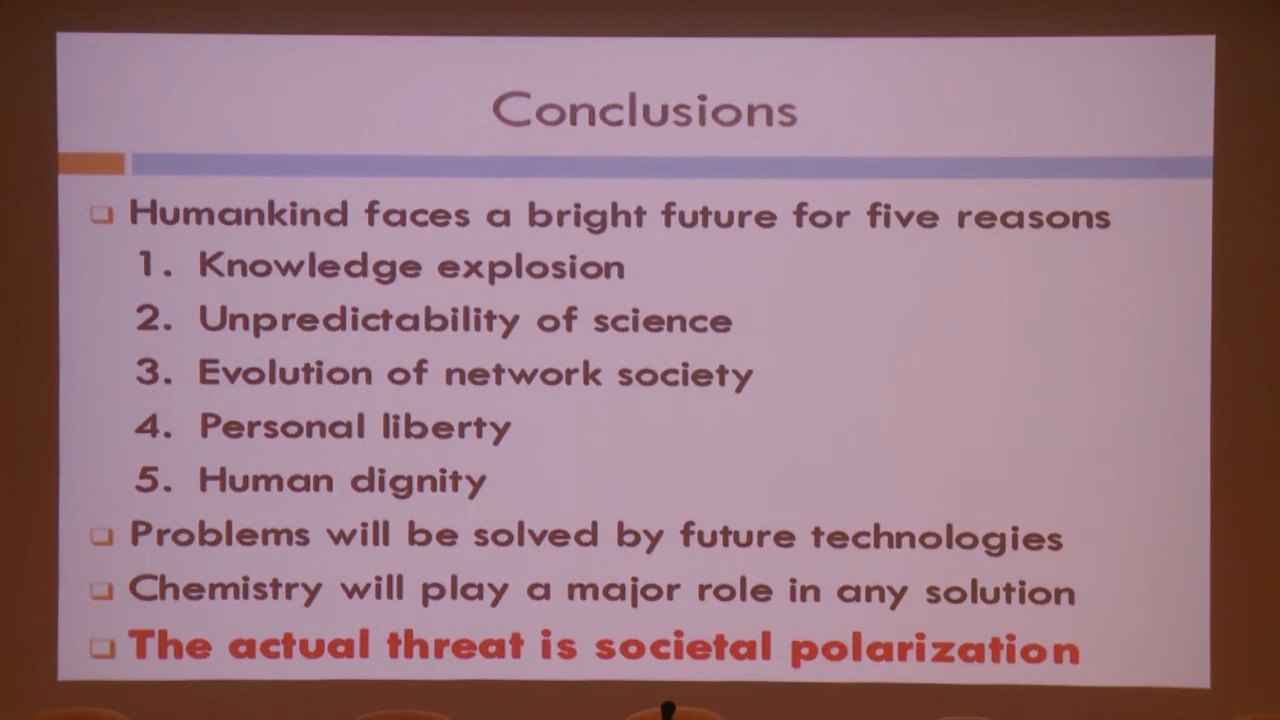 Conclusions
Humankind faces a bright future for five reasons
1. Knowledge explosion
2. Unpredictability of science
3. Evolution of network society
4. Personal liberty
5. Human dignity
Problems will be solved by future technologies
Chemistry will play a major role in any solution
The actual threat is societal polarization